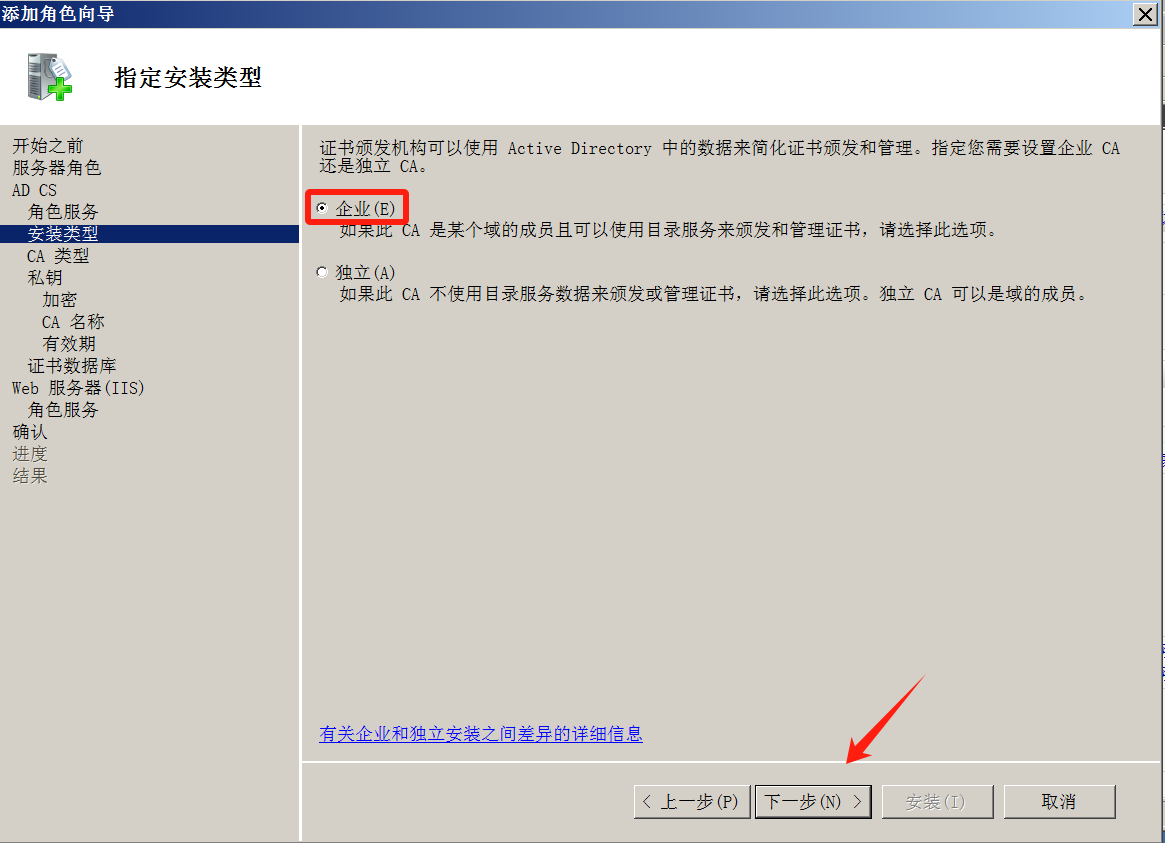 添加角色向导
指定安装类型
开始之前
服务器角色
AD CS
角色服务
安装类型
CA 类型
私钥
加密
CA 名称
有效期
证书数据库
Web 服务器(IIS)
角色服务
确认
进度
结果
证书颁发机构可以使用 Active Directory 中的数据来简化证书颁发和管理。指定您需要设置企业 CA
还是独立 CA。
企业(E)
如果此 CA 是某个域的成员且可以使用目录服务来颁发和管理证书，请选择此选项。
独立(A)
如果此 CA 不使用目录服务数据来颁发或管理证书，请选择此选项。独立 CA 可以是域的成员。
有关企业和独立安装之间差异的详细信息
< 上一步(P)
下一步(N) >
安装(I)
取消